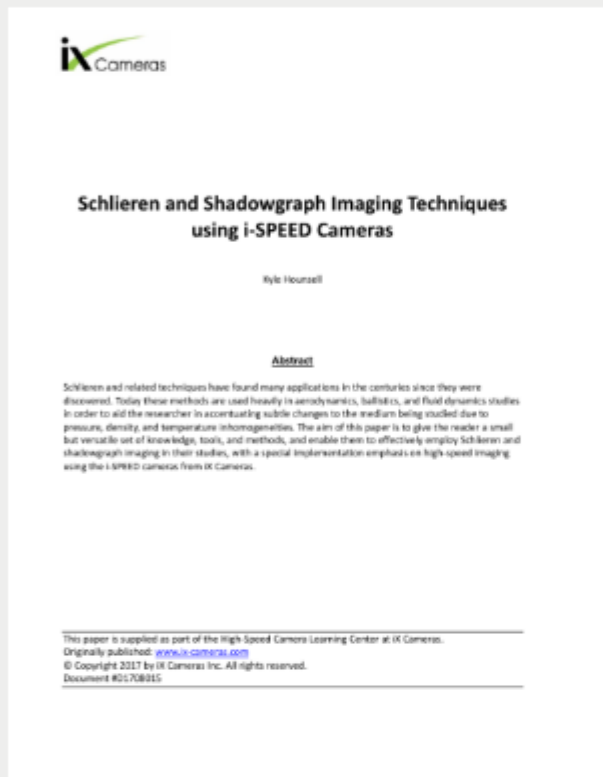 iX Cameras
Schlieren and Shadowgraph Imaging Techniques
using i-SPEED Cameras
Kyle Hounsell
Abstract
Schlieren and related techniques have found many applications in the centuries since they were
discovered. Today these methods are used heavily in aerodynamics, ballistics, and fluid dynamics studies
in order to aid the researcher in accentuating subtle changes to the medium being studied due to
pressure, density, and temperature inhomogeneities. The aim of this paper is to give the reader a small
but versatile set of knowledge, tools, and methods, and enable them to effectively employ Schlieren and
shadowgraph imaging in their studies, with a special implementation emphasis on high-speed imaging
using the i-SPEED cameras from iX Cameras.
This paper is supplied as part of the High-Speed Camera Learning Center at iX Cameras.
Originally published: www.ix-cameras.com
© Copyright 2017 by iX Cameras Inc. All rights reserved.
Document #D1708015